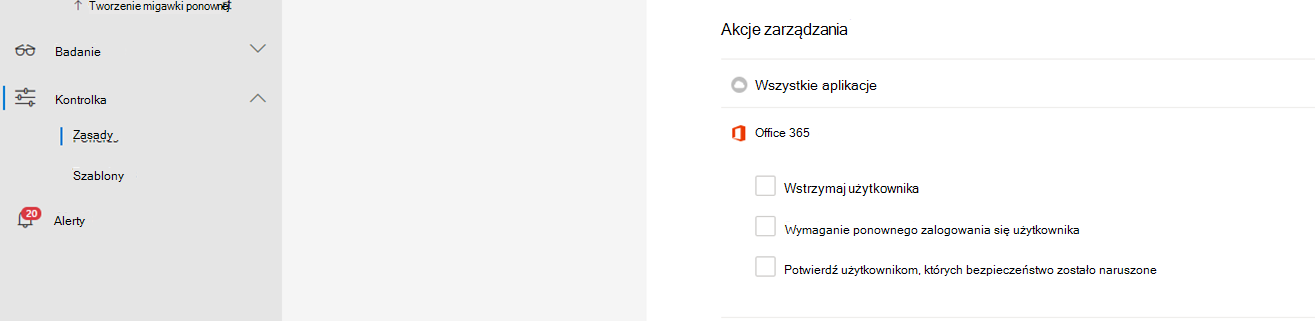 Tworzenie migawki ponownej
Badanie
Kontrolka
Zasady
Szablony
20
Alerty
Akcje zarządzania
Wszystkie aplikacje
Office 365
Wstrzymaj użytkownika
Wymaganie ponownego zalogowania się użytkownika
Potwierdź użytkownikom, których bezpieczeństwo zostało naruszone